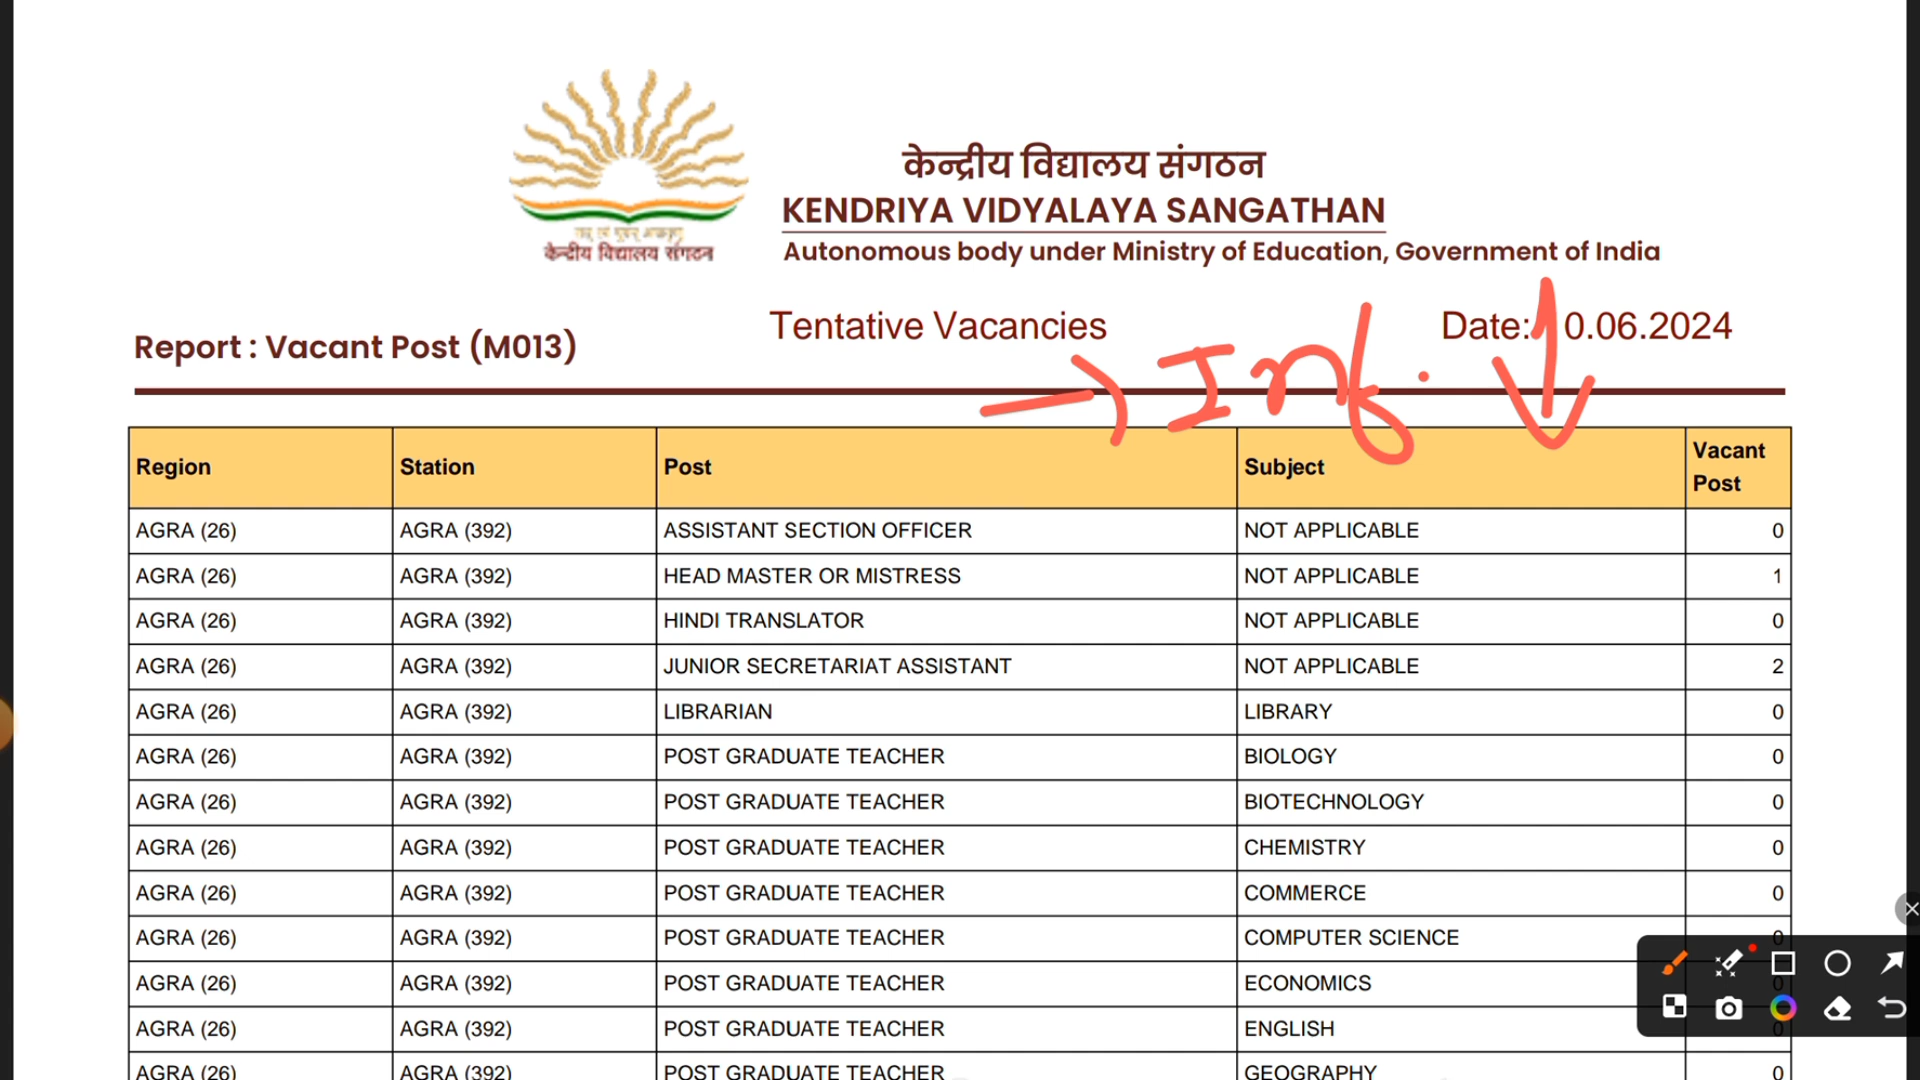 केन्द्रीय विद्यालय संगठन
KENDRIYA VIDYALAYA SANGATHAN
Autonomous body under Ministry of Education, Government of India
केन्द्रीय विद्यालय संगठन
Report : Vacant Post (M013) Tentative Vacancies Date: 0.06.2024
Inf.
Region Station Post Subject Vacant Post
AGRA (26) AGRA (392) ASSISTANT SECTION OFFICER NOT APPLICABLE 0
AGRA (26) AGRA (392) HEAD MASTER OR MISTRESS NOT APPLICABLE 1
AGRA (26) AGRA (392) HINDI TRANSLATOR NOT APPLICABLE 0
AGRA (26) AGRA (392) JUNIOR SECRETARIAT ASSISTANT NOT APPLICABLE 2
AGRA (26) AGRA (392) LIBRARIAN LIBRARY 0
AGRA (26) AGRA (392) POST GRADUATE TEACHER BIOLOGY 0
AGRA (26) AGRA (392) POST GRADUATE TEACHER BIOTECHNOLOGY 0
AGRA (26) AGRA (392) POST GRADUATE TEACHER CHEMISTRY 0
AGRA (26) AGRA (392) POST GRADUATE TEACHER COMMERCE 0
AGRA (26) AGRA (392) POST GRADUATE TEACHER COMPUTER SCIENCE 0
AGRA (26) AGRA (392) POST GRADUATE TEACHER ECONOMICS 0
AGRA (26) AGRA (392) POST GRADUATE TEACHER ENGLISH 0
AGRA (26) AGRA (392) POST GRADUATE TEACHER GEOGRAPHY 0